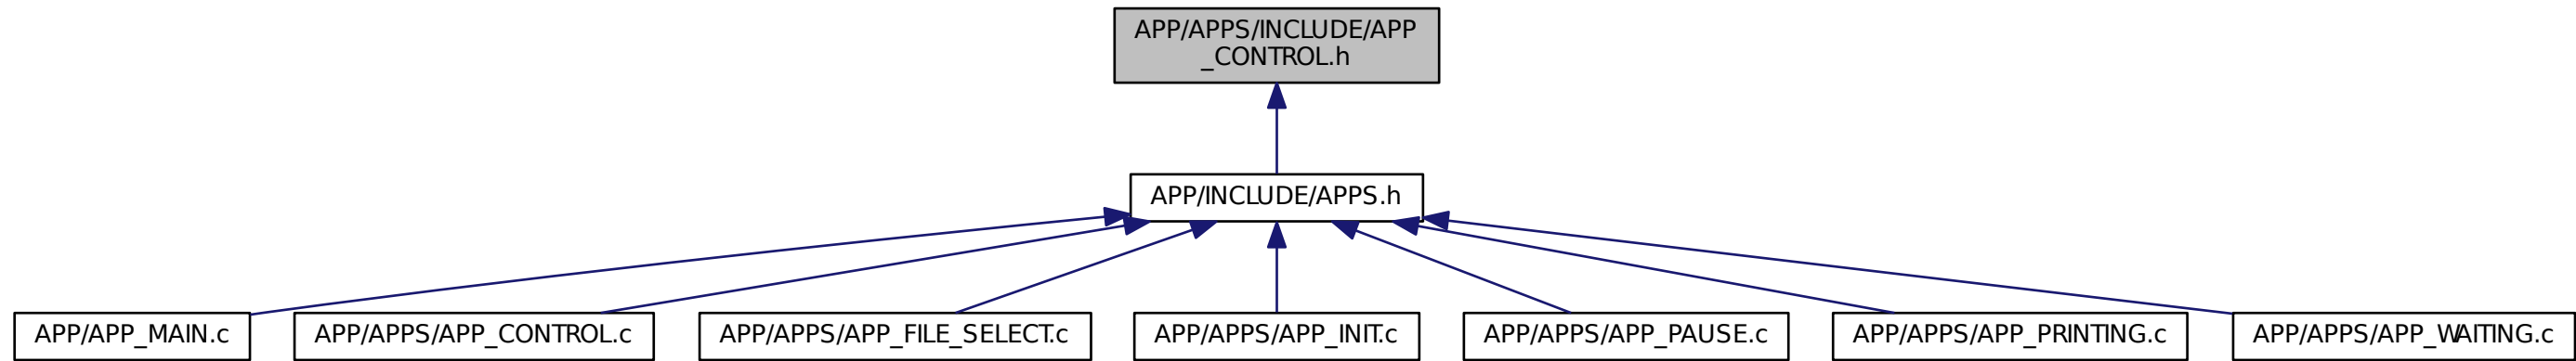 APP/APPS/INCLUDE/APP
_CONTROL.h
APP/INCLUDE/APPS.h
APP/APP_MAIN.c
APP/APPS/APP_CONTROL.c
APP/APPS/APP_FILE_SELECT.c
APP/APPS/APP_INIT.c
APP/APPS/APP_PAUSE.c
APP/APPS/APP_PRINTING.c
APP/APPS/APP_WAITING.c